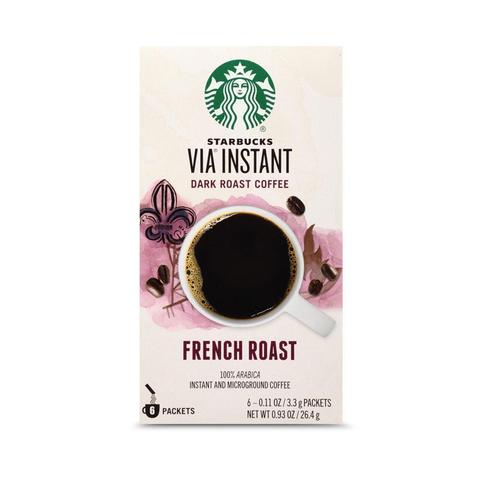 ®
STARBUCKS
VIA® INSTANT
DARK ROAST COFFEE
FRENCH ROAST
100% ARABICA
INSTANT AND MICROGROUND COFFEE
6 – 0.11 OZ / 3.3 g PACKETS
NET WT 0.93 OZ / 26.4 g
6 PACKETS